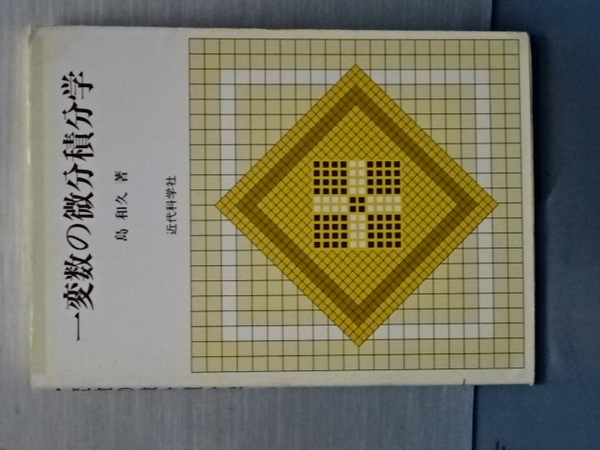 一変数の微分積分学
島 和久 著
近代科学社